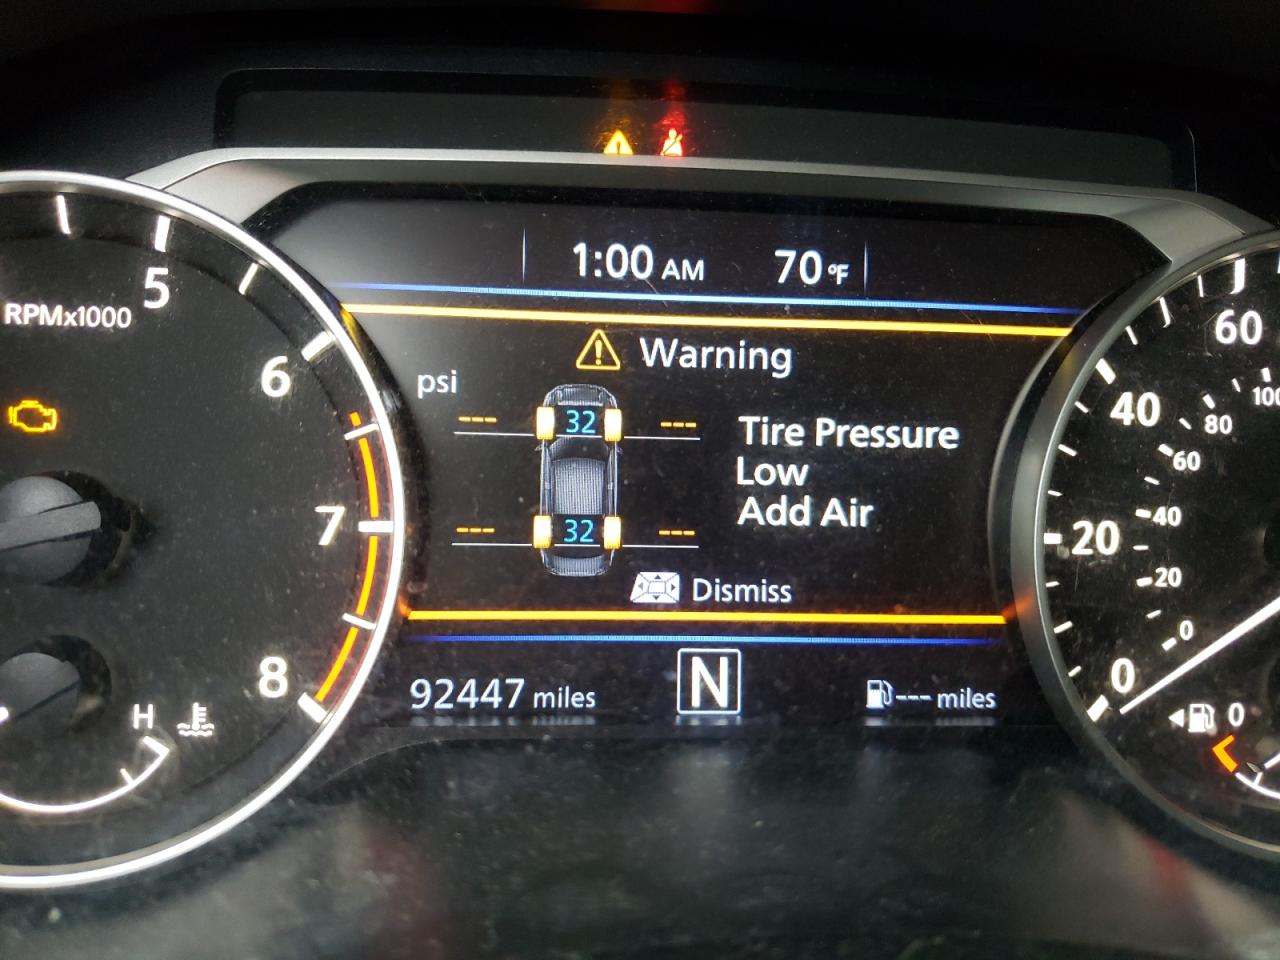 1:00 AM 70 °F
Warning
psi
--- 32 ---
Tire Pressure
Low
Add Air
--- 32 ---
Dismiss
92447 miles N --- miles
5
RPMx1000
6
7
8
H
60
40
20
0
100
80
60
40
20
0
0